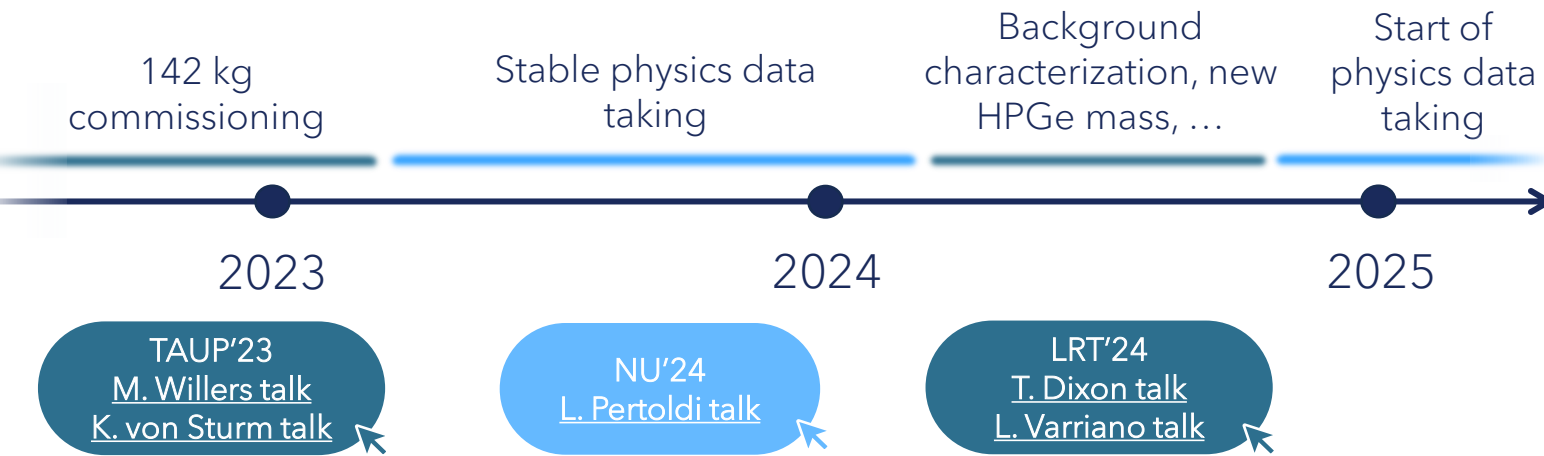 142 kg
commissioning
Stable physics data
taking
Background
characterization, new
HPGe mass, …
Start of
physics data
taking
2023
2024
2025
TAUP’23
M. Willers talk
K. von Sturm talk
NU’24
L. Pertoldi talk
LRT’24
T. Dixon talk
L. Varriano talk